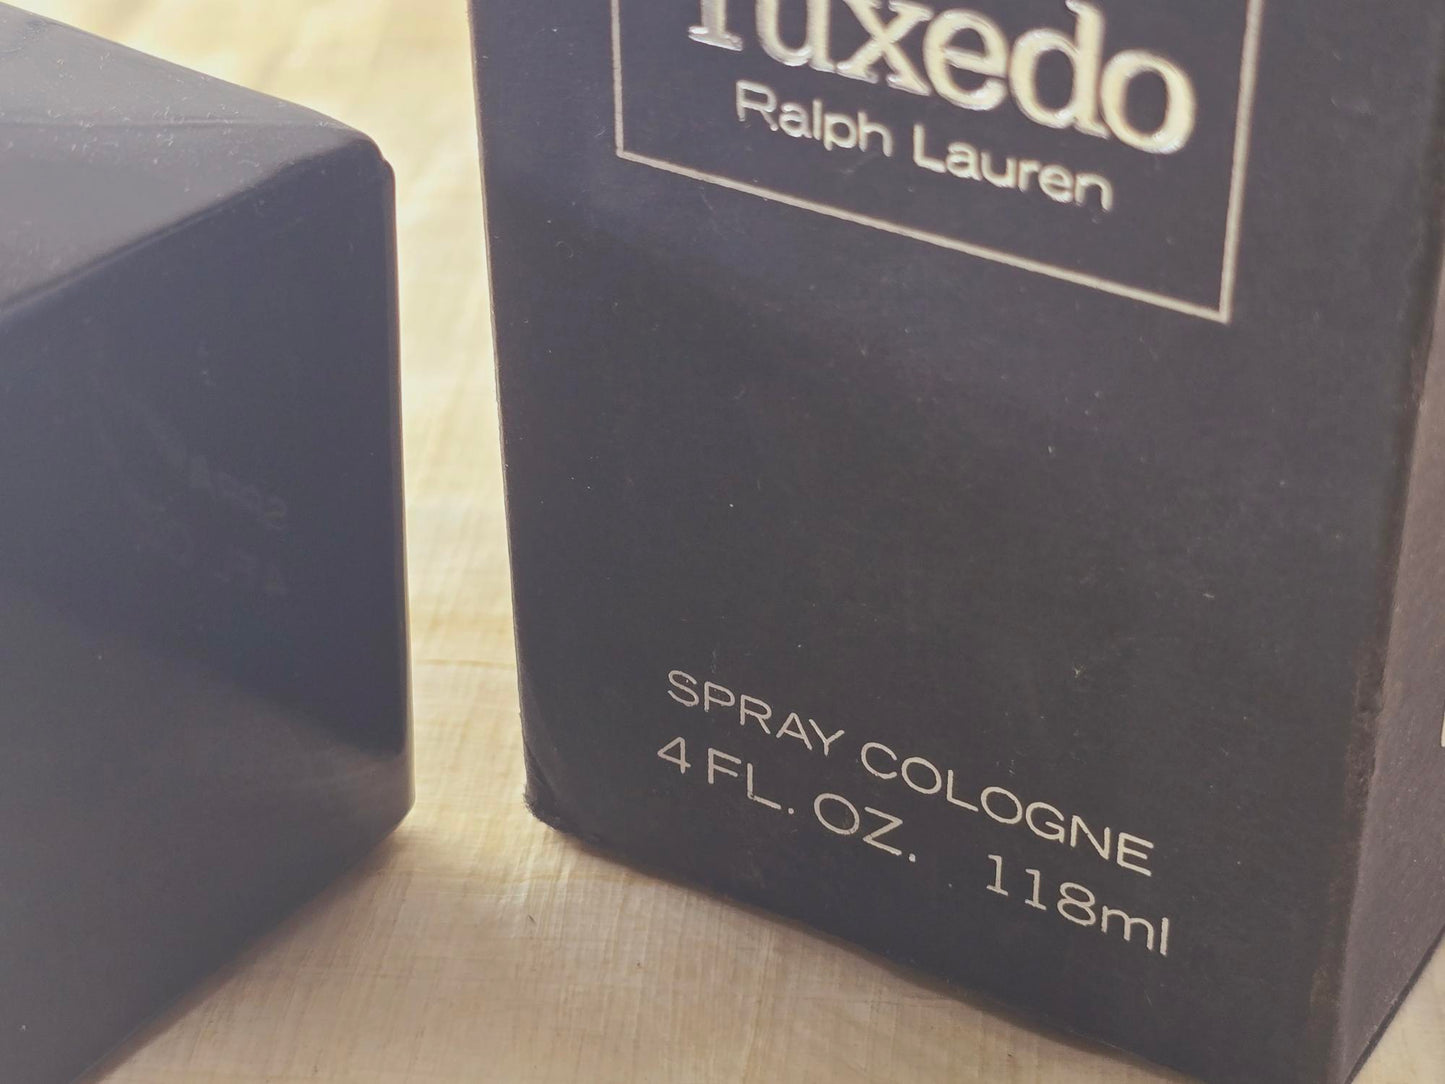 Tuxedo
Ralph Lauren
SPRAY COLOGNE
4 FL. OZ. 118ml